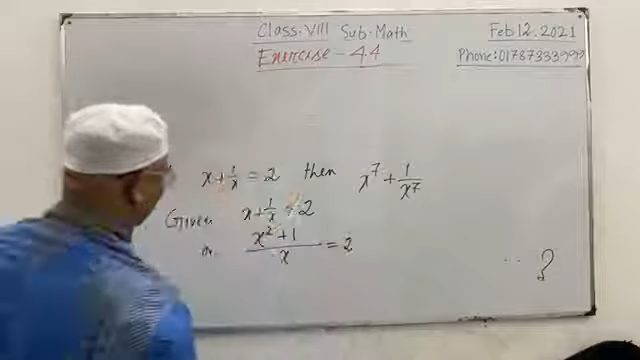 Class-VIII Sub-Math
Feb 12, 2021
Exercise-4.4
Phone:01787333999
x+1/x = 2 then x^7+1/x^7
Given x+1/x = 2
(x^2+1)/x = 2
?